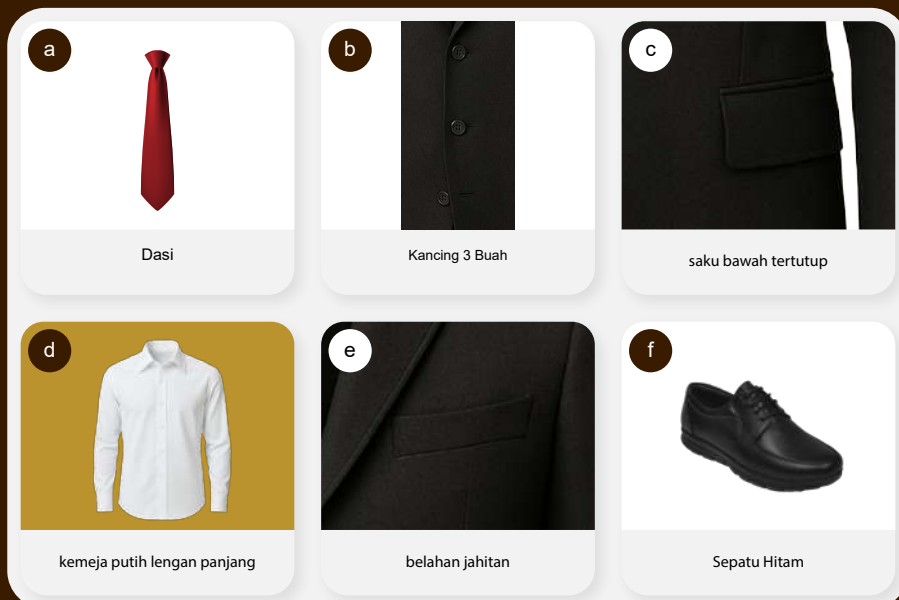 a
Dasi
b
Kancing 3 Buah
c
saku bawah tertutup
d
kemeja putih lengan panjang
e
belahan jahitan
f
Sepatu Hitam